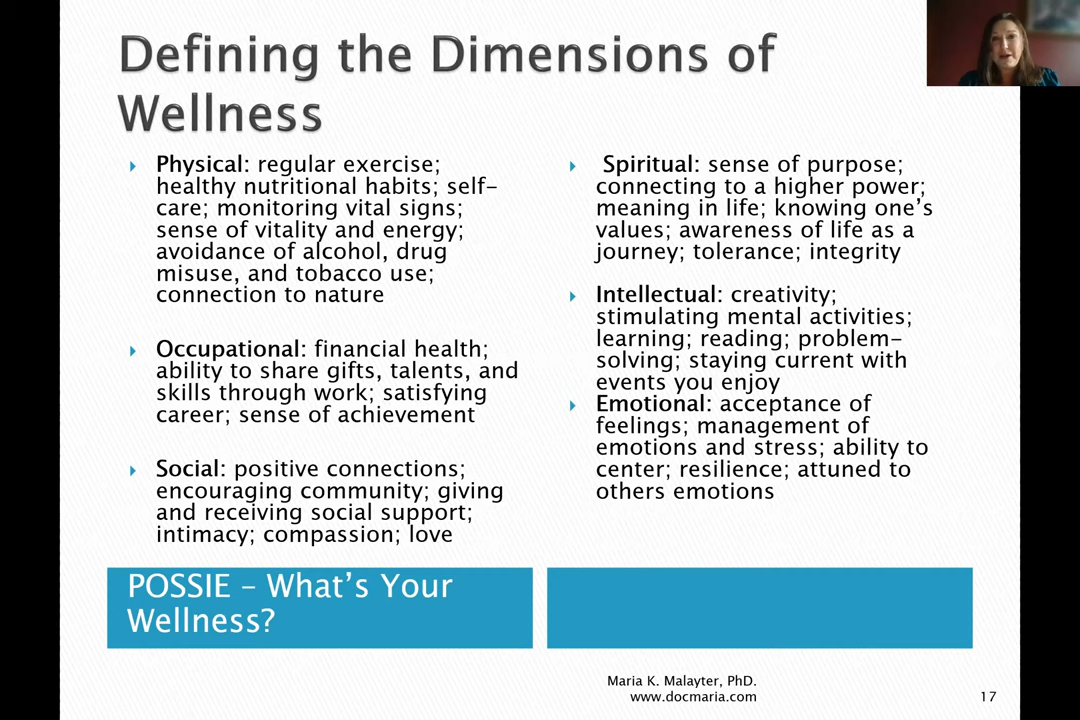 Defining the Dimensions of
Wellness
Physical: regular exercise;
healthy nutritional habits; self-
care; monitoring vital signs;
sense of vitality and energy;
avoidance of alcohol, drug
misuse, and tobacco use;
connection to nature
Occupational: financial health;
ability to share gifts, talents, and
skills through work; satisfying
career; sense of achievement
Social: positive connections;
encouraging community; giving
and receiving social support;
intimacy; compassion; love
Spiritual: sense of purpose;
connecting to a higher power;
meaning in life; knowing one's
values; awareness of life as a
journey; tolerance; integrity
Intellectual: creativity;
stimulating mental activities;
learning; reading; problem-
solving; staying current with
events you enjoy
Emotional: acceptance of
feelings; management of
emotions and stress; ability to
center; resilience; attuned to
others emotions
POSSIE – What's Your
Wellness?
Maria K. Malayter, PhD.
www.docmaria.com
17